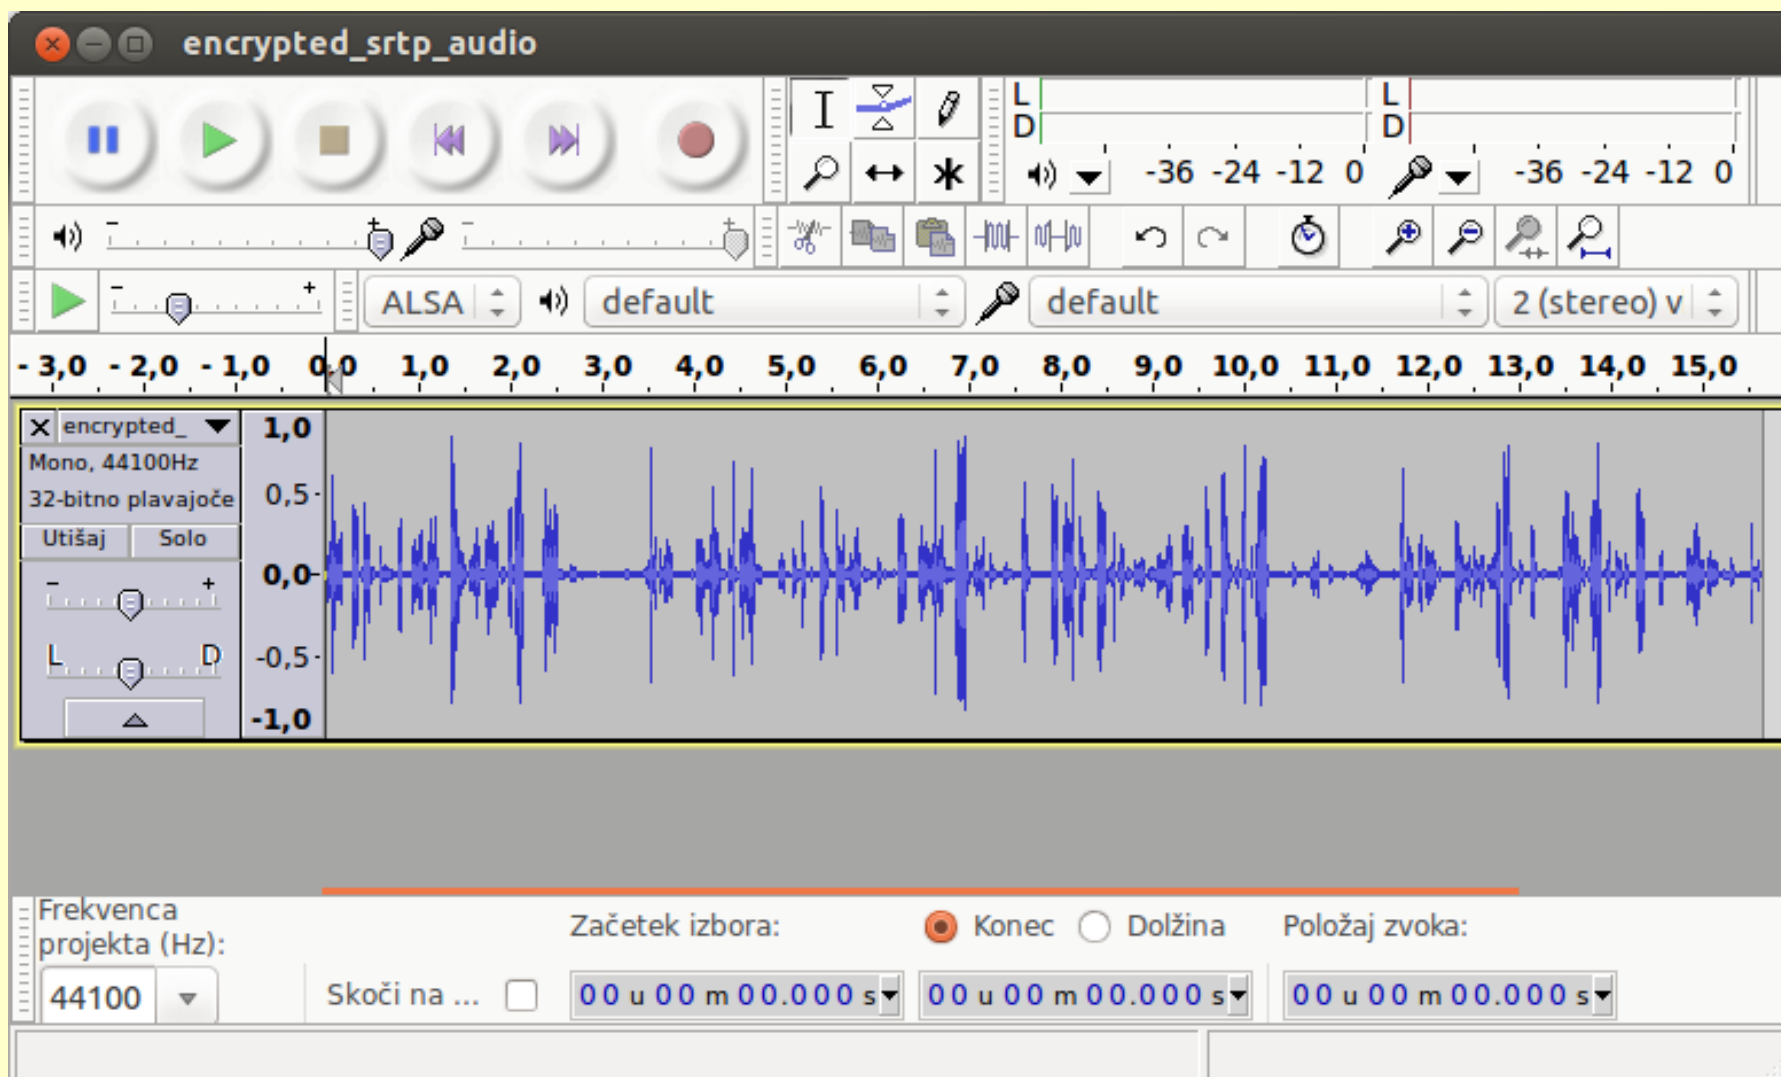 encrypted_srtp_audio
L
D
-36 -24 -12 0
L
D
-36 -24 -12 0
- +
- +
- +
ALSA
default
default
2 (stereo) v
- 3,0 - 2,0 - 1,0 0,0 1,0 2,0 3,0 4,0 5,0 6,0 7,0 8,0 9,0 10,0 11,0 12,0 13,0 14,0 15,0
X encrypted_
Mono, 44100Hz
32-bitno plavajoče
Utišaj Solo
- +
L D
1,0
0,5
0,0
-0,5
-1,0
Frekvenca
projekta (Hz):
44100
Skoči na ...
Začetek izbora:
00 u 00 m 00.000 s
Konec Dolžina
00 u 00 m 00.000 s
Položaj zvoka:
00 u 00 m 00.000 s